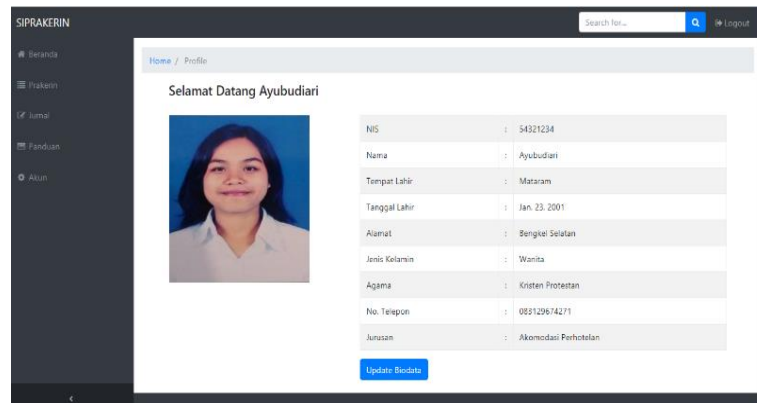 SIPRAKERIN
Search for...
Logout
Beranda
Prakerin
Jurnal
Panduan
Akun
Home / Profile
Selamat Datang Ayubudiari
NIS : 54321234
Nama : Ayubudiari
Tempat Lahir : Mataram
Tanggal Lahir : Jan. 23, 2001
Alamat : Bengkel Selatan
Jenis Kelamin : Wanita
Agama : Kristen Protestan
No. Telepon : 083129674271
Jurusan : Akomodasi Perhotelan
Update Biodata